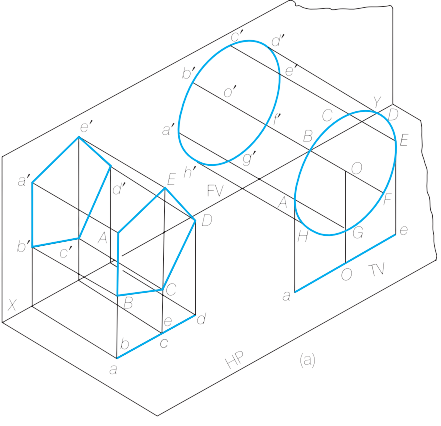 c′ d′
b′ e′
o′
a′ f′
h′ g′
C Y D
B E
O
F
A
H G
a O e
TV
FV
e′
a′ d′ E
A D
b′ c′
B C
X
b e d
a c
HP (a)